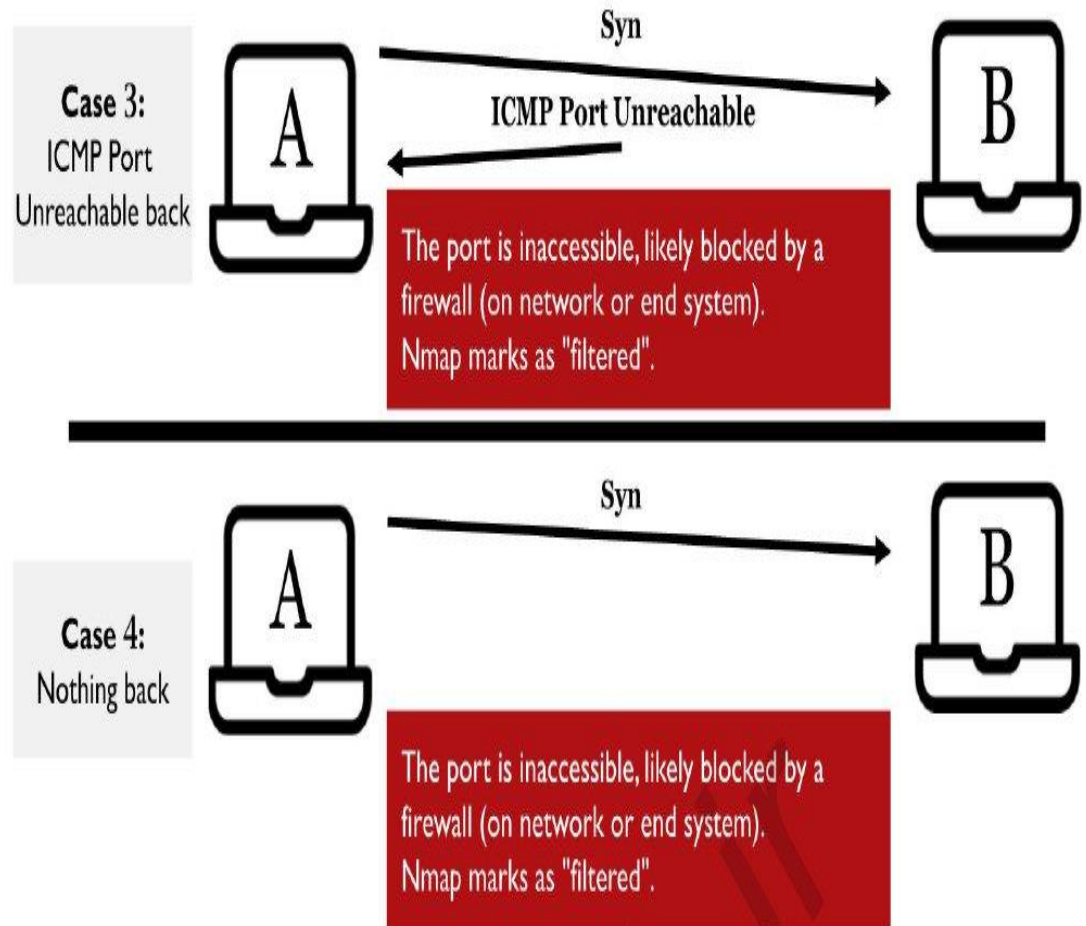 Case 3:
ICMP Port
Unreachable back
A
Syn
ICMP Port Unreachable
B
The port is inaccessible, likely blocked by a
firewall (on network or end system).
Nmap marks as "filtered".
Case 4:
Nothing back
A
Syn
B
The port is inaccessible, likely blocked by a
firewall (on network or end system).
Nmap marks as "filtered".
ir